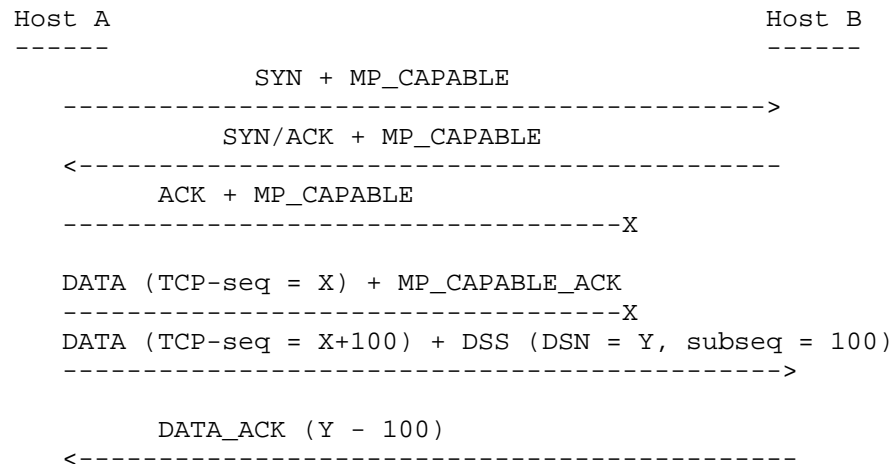 Host A Host B
------ ------
SYN + MP_CAPABLE
-------------------------------------------->
SYN/ACK + MP_CAPABLE
<--------------------------------------------
ACK + MP_CAPABLE
-----------------------------------X
DATA (TCP-seq = X) + MP_CAPABLE_ACK
-----------------------------------X
DATA (TCP-seq = X+100) + DSS (DSN = Y, subseq = 100)
--------------------------------------------->
DATA_ACK (Y - 100)
<---------------------------------------------